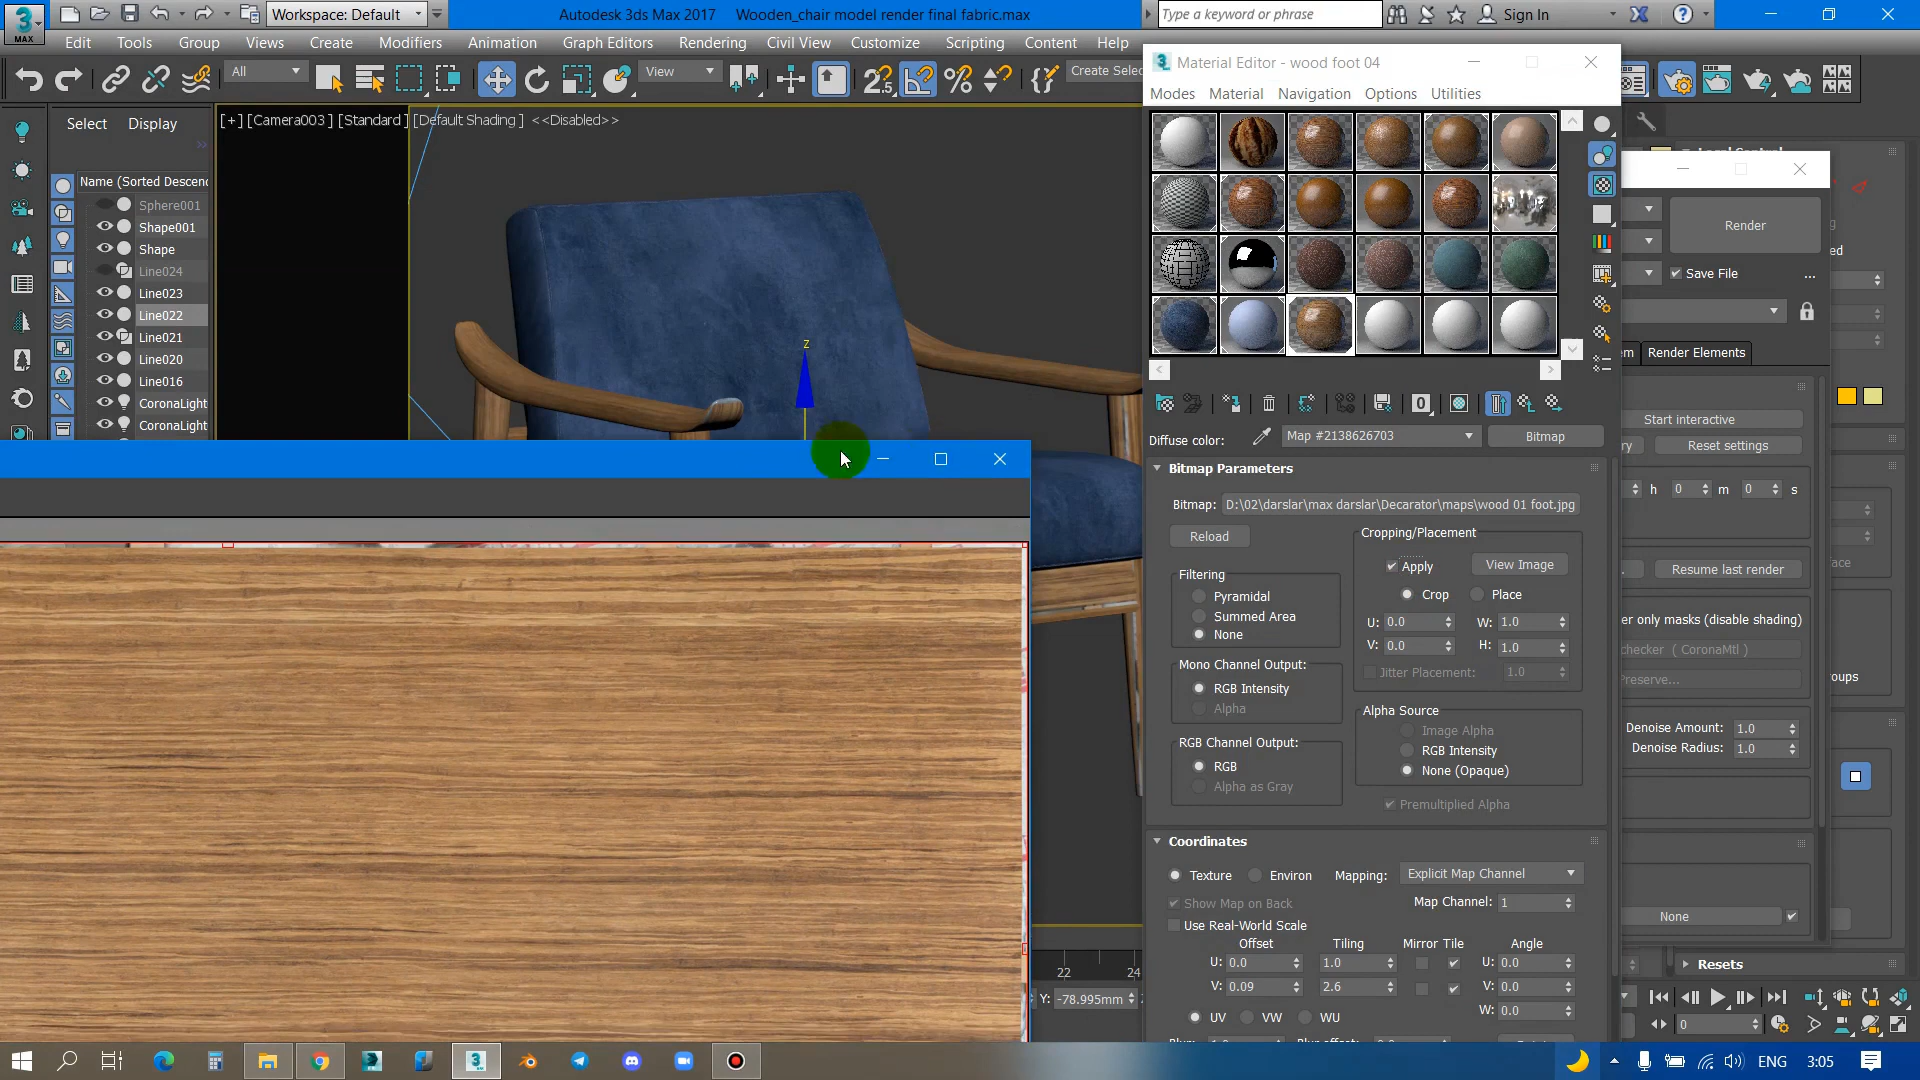 3
MAX
Workspace: Default
Autodesk 3ds Max 2017 Wooden_chair model render final fabric.max
Type a keyword or phrase
Sign In
Edit Tools Group Views Create Modifiers Animation Graph Editors Rendering Civil View Customize Scripting Content Help
All
View
2.5
Create Selec
Select Display
[+] [Camera003 ] [Standard ] [Default Shading ] <<Disabled>>
Name (Sorted Descend
Sphere001
Shape001
Shape
Line024
Line023
Line022
Line021
Line020
Line016
CoronaLight
CoronaLight
z
Material Editor - wood foot 04
Modes Material Navigation Options Utilities
0
Diffuse color: Map #2138626703 Bitmap
Bitmap Parameters
Bitmap: D:\02\darslar\max darslar\Decarator\maps\wood 01 foot.jpg
Reload
Cropping/Placement
Apply View Image
Crop Place
U: 0.0 W: 1.0
V: 0.0 H: 1.0
Jitter Placement: 1.0
Filtering
Pyramidal
Summed Area
None
Mono Channel Output:
RGB Intensity
Alpha
RGB Channel Output:
RGB
Alpha as Gray
Alpha Source
Image Alpha
RGB Intensity
None (Opaque)
Premultiplied Alpha
Coordinates
Texture Environ Mapping: Explicit Map Channel
Show Map on Back Map Channel: 1
Use Real-World Scale
Offset Tiling Mirror Tile Angle
U: 0.0 1.0 U: 0.0
V: 0.09 2.6 V: 0.0
W: 0.0
UV VW WU
Render
Save File ...
Render Elements
Start interactive
Reset settings
h 0 m 0 s
Resume last render
er only masks (disable shading)
checker ( CoronaMtl )
Preserve...
Denoise Amount: 1.0
Denoise Radius: 1.0
None
Resets
oups
ed
22 24
Y: -78.995mm
0
ENG 3:05